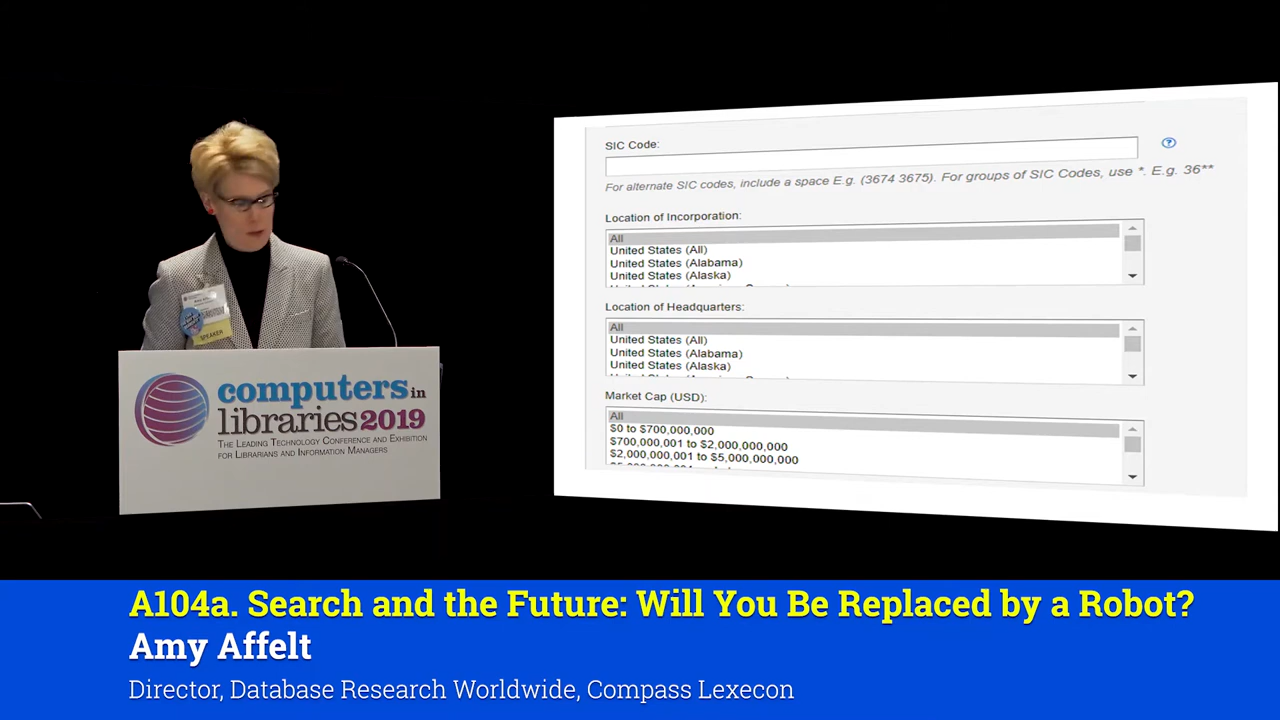 SIC Code:
For alternate SIC codes, include a space E.g. (3674 3675). For groups of SIC Codes, use *. E.g. 36**
Location of Incorporation:
All
United States (All)
United States (Alabama)
United States (Alaska)
Location of Headquarters:
All
United States (All)
United States (Alabama)
United States (Alaska)
Market Cap (USD):
All
$0 to $700,000,000
$700,000,001 to $2,000,000,000
$2,000,000,001 to $5,000,000,000
SPEAKER
computers in
libraries 2019
The Leading Technology Conference and Exhibition
for Librarians and Information Managers
A104a. Search and the Future: Will You Be Replaced by a Robot?
Amy Affelt
Director, Database Research Worldwide, Compass Lexecon